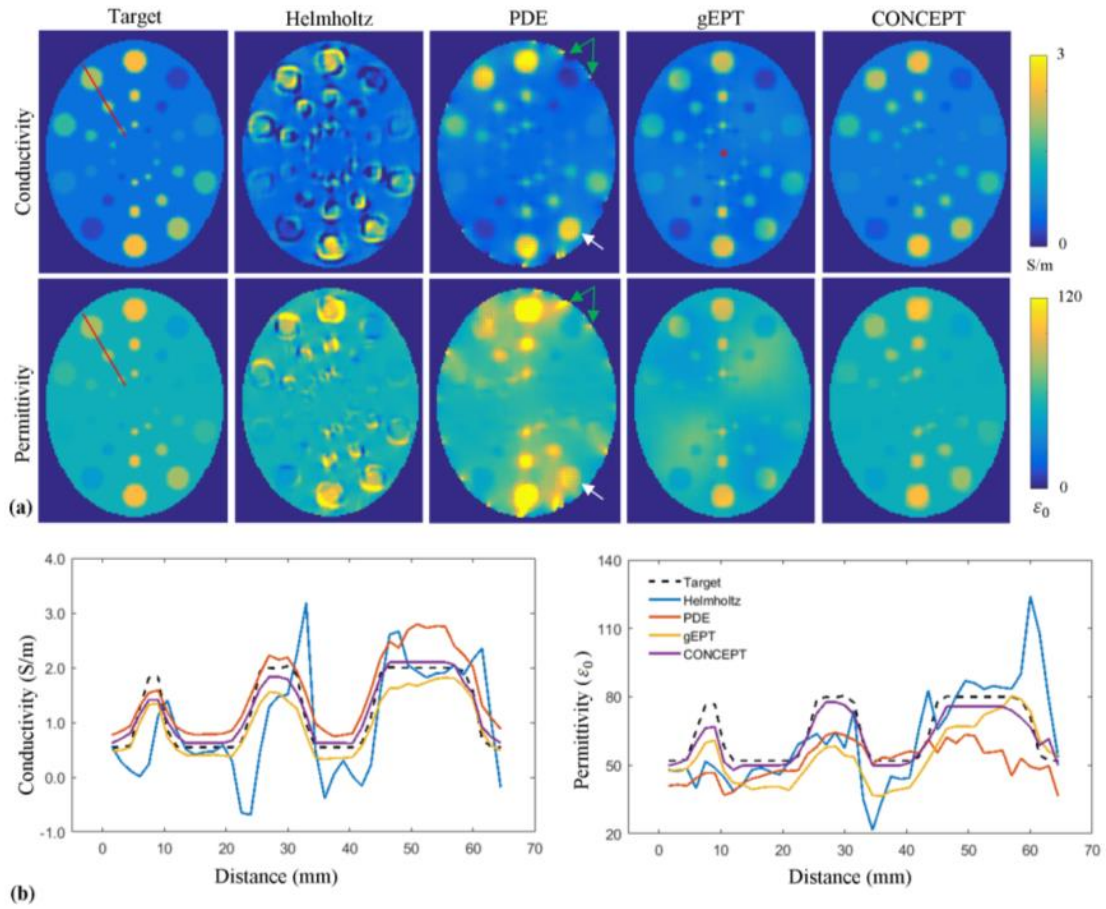 Target Helmholtz PDE gEPT CONCEPT
Conductivity
3
0
S/m
Permittivity
120
0
ε0
(a)
4.0
3.0
2.0
1.0
0.0
-1.0
Conductivity (S/m)
0 10 20 30 40 50 60 70
Distance (mm)
140
110
80
50
20
Permittivity (ε0)
Target
Helmholtz
PDE
gEPT
CONCEPT
0 10 20 30 40 50 60 70
Distance (mm)
(b)